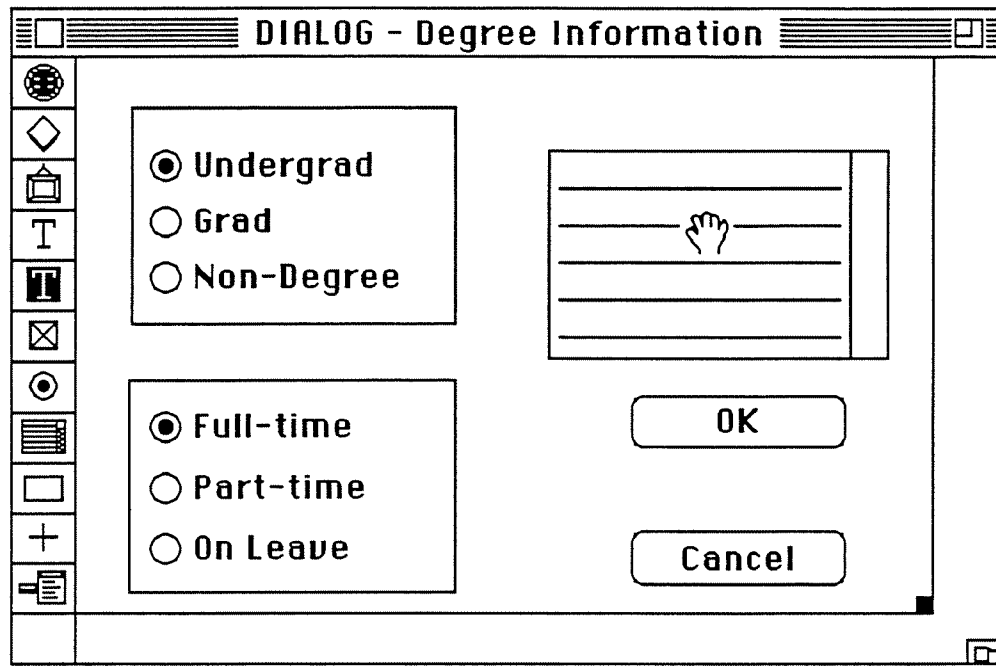 DIALOG - Degree Information
Undergrad
Grad
Non-Degree
Full-time
Part-time
On Leave
OK
Cancel
T
T